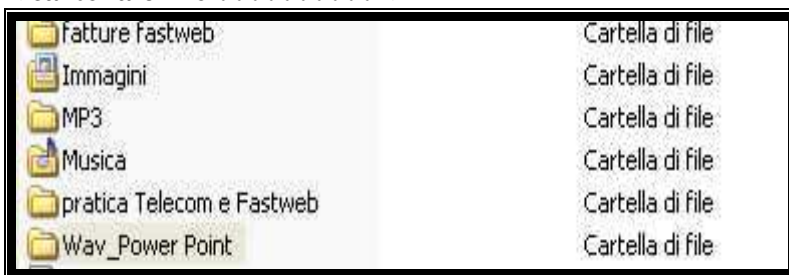 fatture fastweb Cartella di file
Immagini Cartella di file
MP3 Cartella di file
Musica Cartella di file
pratica Telecom e Fastweb Cartella di file
Wav_Power Point Cartella di file